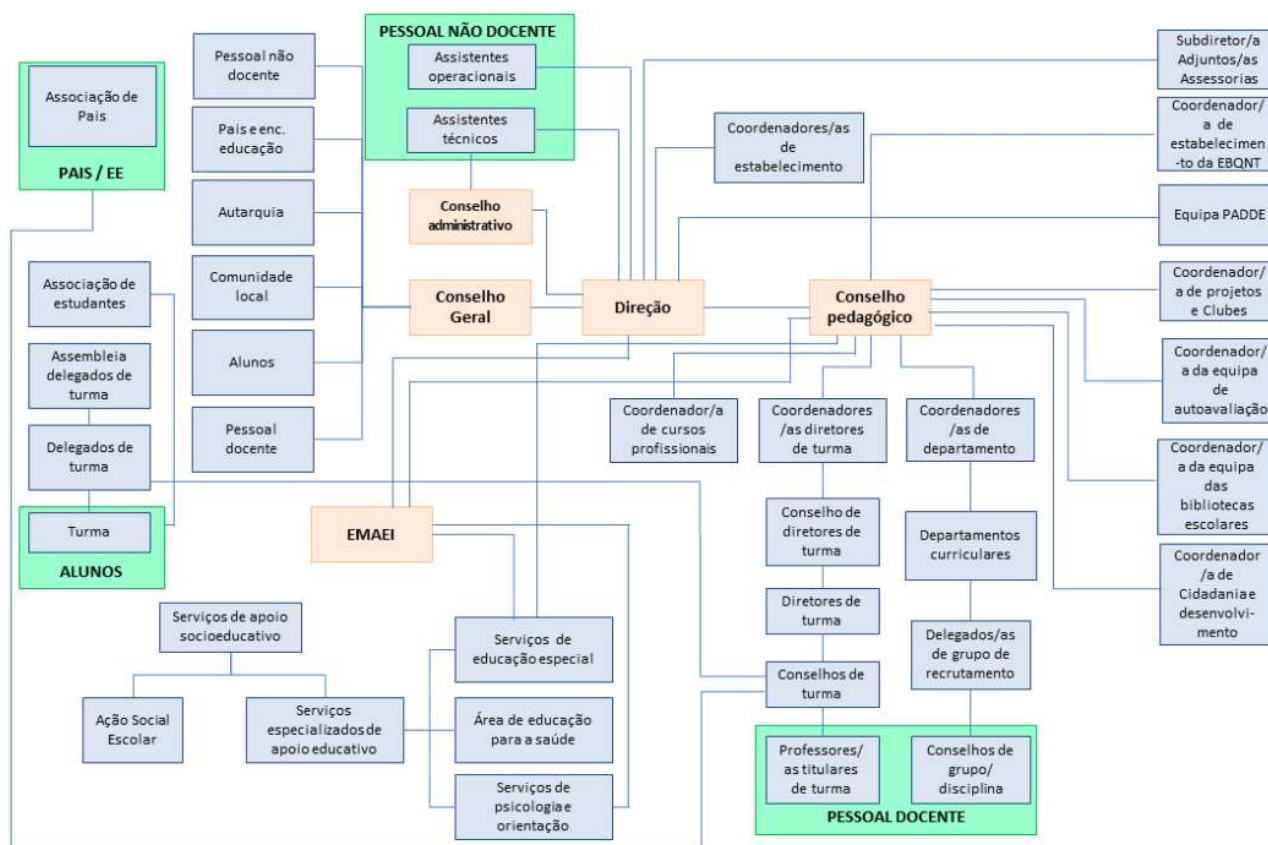 PESSOAL NÃO DOCENTE
Assistentes
operacionais
Assistentes
técnicos
Associação de
Pais
PAIS / EE
Pessoal não
docente
Pais e enc.
educação
Autarquia
Comunidade
local
Alunos
Pessoal
docente
Subdiretor/a
Adjuntos/as
Assessorias
Coordenadores/as
de
estabelecimento
Coordenador/
a de
estabelecimen
-to da EBQNT
Conselho
administrativo
Equipa PADDE
Associação de
estudantes
Conselho
Geral
Direção
Conselho
pedagógico
Coordenador/
a de projetos
e Clubes
Assembleia
delegados de
turma
Coordenador/
a da equipa
de
autoavaliação
Coordenador/a
de cursos
profissionais
Coordenadores
/as diretores
de turma
Coordenadores
/as de
departamento
Delegados de
turma
Coordenador/
a da equipa
das
bibliotecas
escolares
Turma
ALUNOS
EMAEI
Conselho de
diretores de
turma
Departamentos
curriculares
Coordenador
/a de
Cidadania e
desenvolvi-
mento
Serviços de apoio
socioeducativo
Serviços de
educação especial
Diretores de
turma
Delegados/as
de grupo de
recrutamento
Conselhos de
turma
Ação Social
Escolar
Serviços
especializados de
apoio educativo
Área de educação
para a saúde
Professores/
as titulares
de turma
Conselhos de
grupo/
disciplina
Serviços de
psicologia e
orientação
PESSOAL DOCENTE